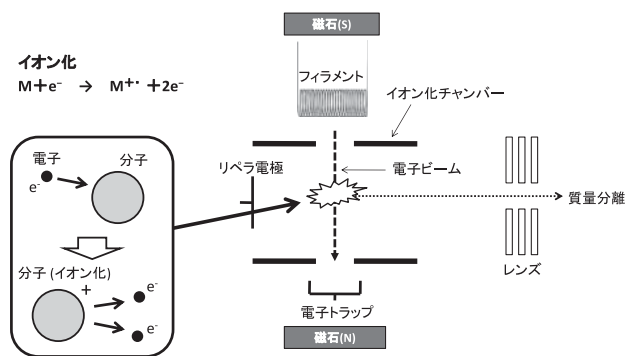 磁石(S)
イオン化
M+e⁻ → M⁺· +2e⁻
フィラメント
イオン化チャンバー
電子
分子
e⁻
リペラ電極
電子ビーム
質量分離
分子 (イオン化)
+
e⁻
e⁻
レンズ
電子トラップ
磁石(N)